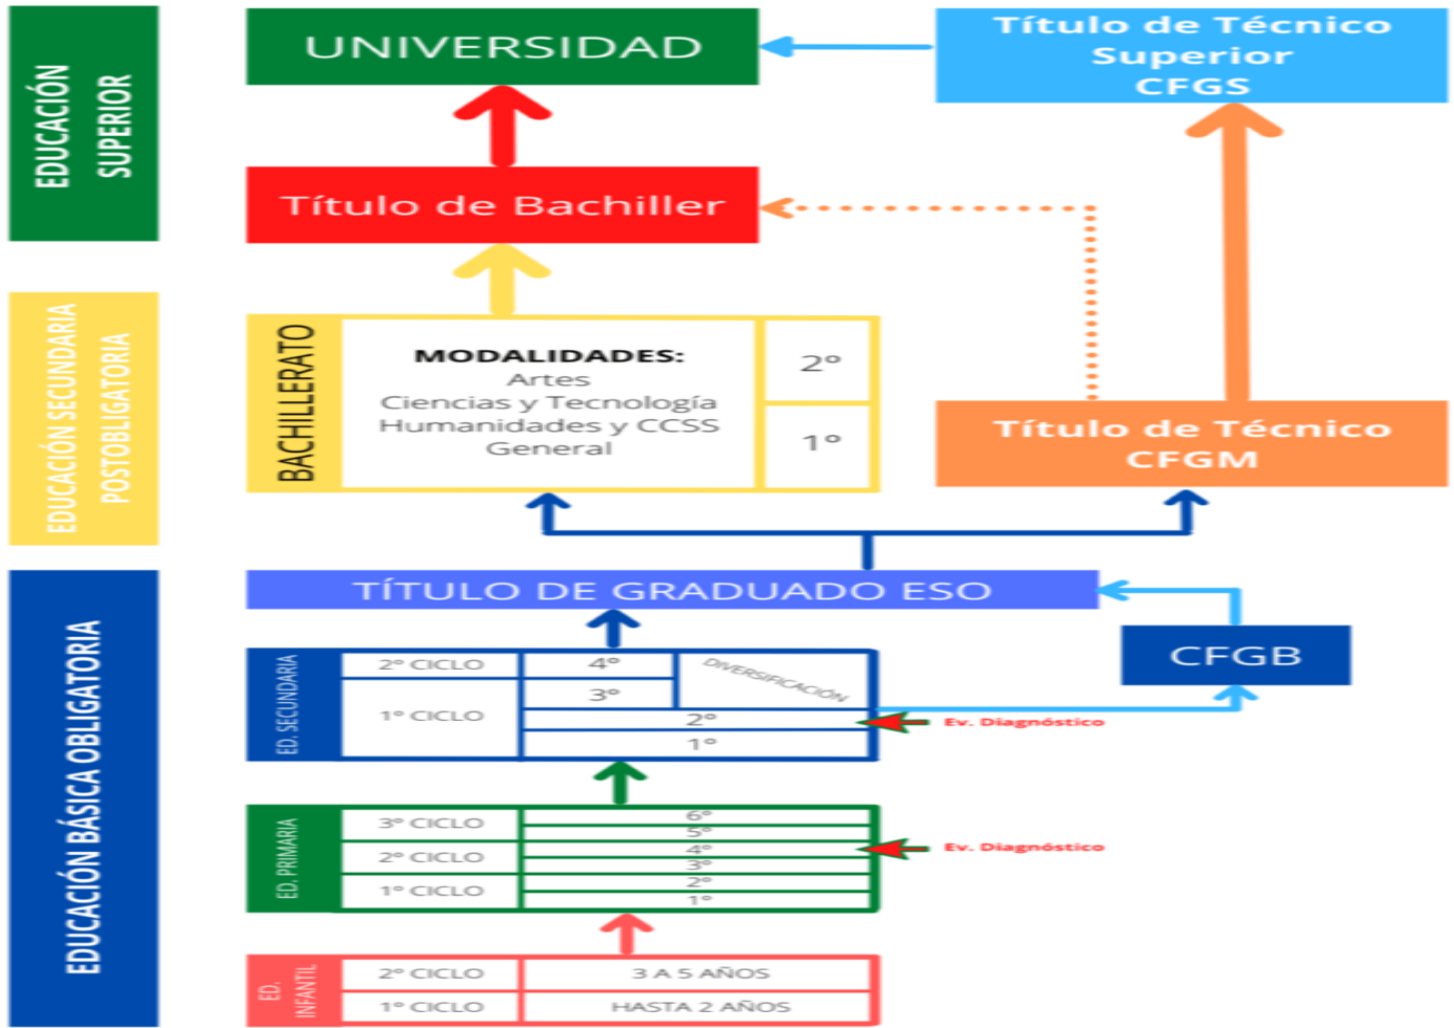 EDUCACIÓN
SUPERIOR
UNIVERSIDAD
Título de Técnico
Superior
CFGS
Título de Bachiller
EDUCACIÓN SECUNDARIA
POSTOBLIGATORIA
BACHILLERATO
MODALIDADES:
Artes
Ciencias y Tecnología
Humanidades y CCSS
General
2º
1º
Título de Técnico
CFGM
EDUCACIÓN BÁSICA OBLIGATORIA
TÍTULO DE GRADUADO ESO
CFGB
ED. SECUNDARIA
2º CICLO
4º
DIVERSIFICACIÓN
3º
1º CICLO
2º
Ev. Diagnóstico
1º
ED. PRIMARIA
3º CICLO
6º
5º
2º CICLO
4º
Ev. Diagnóstico
3º
1º CICLO
2º
1º
ED.
INFANTIL
2º CICLO
3 A 5 AÑOS
1º CICLO
HASTA 2 AÑOS